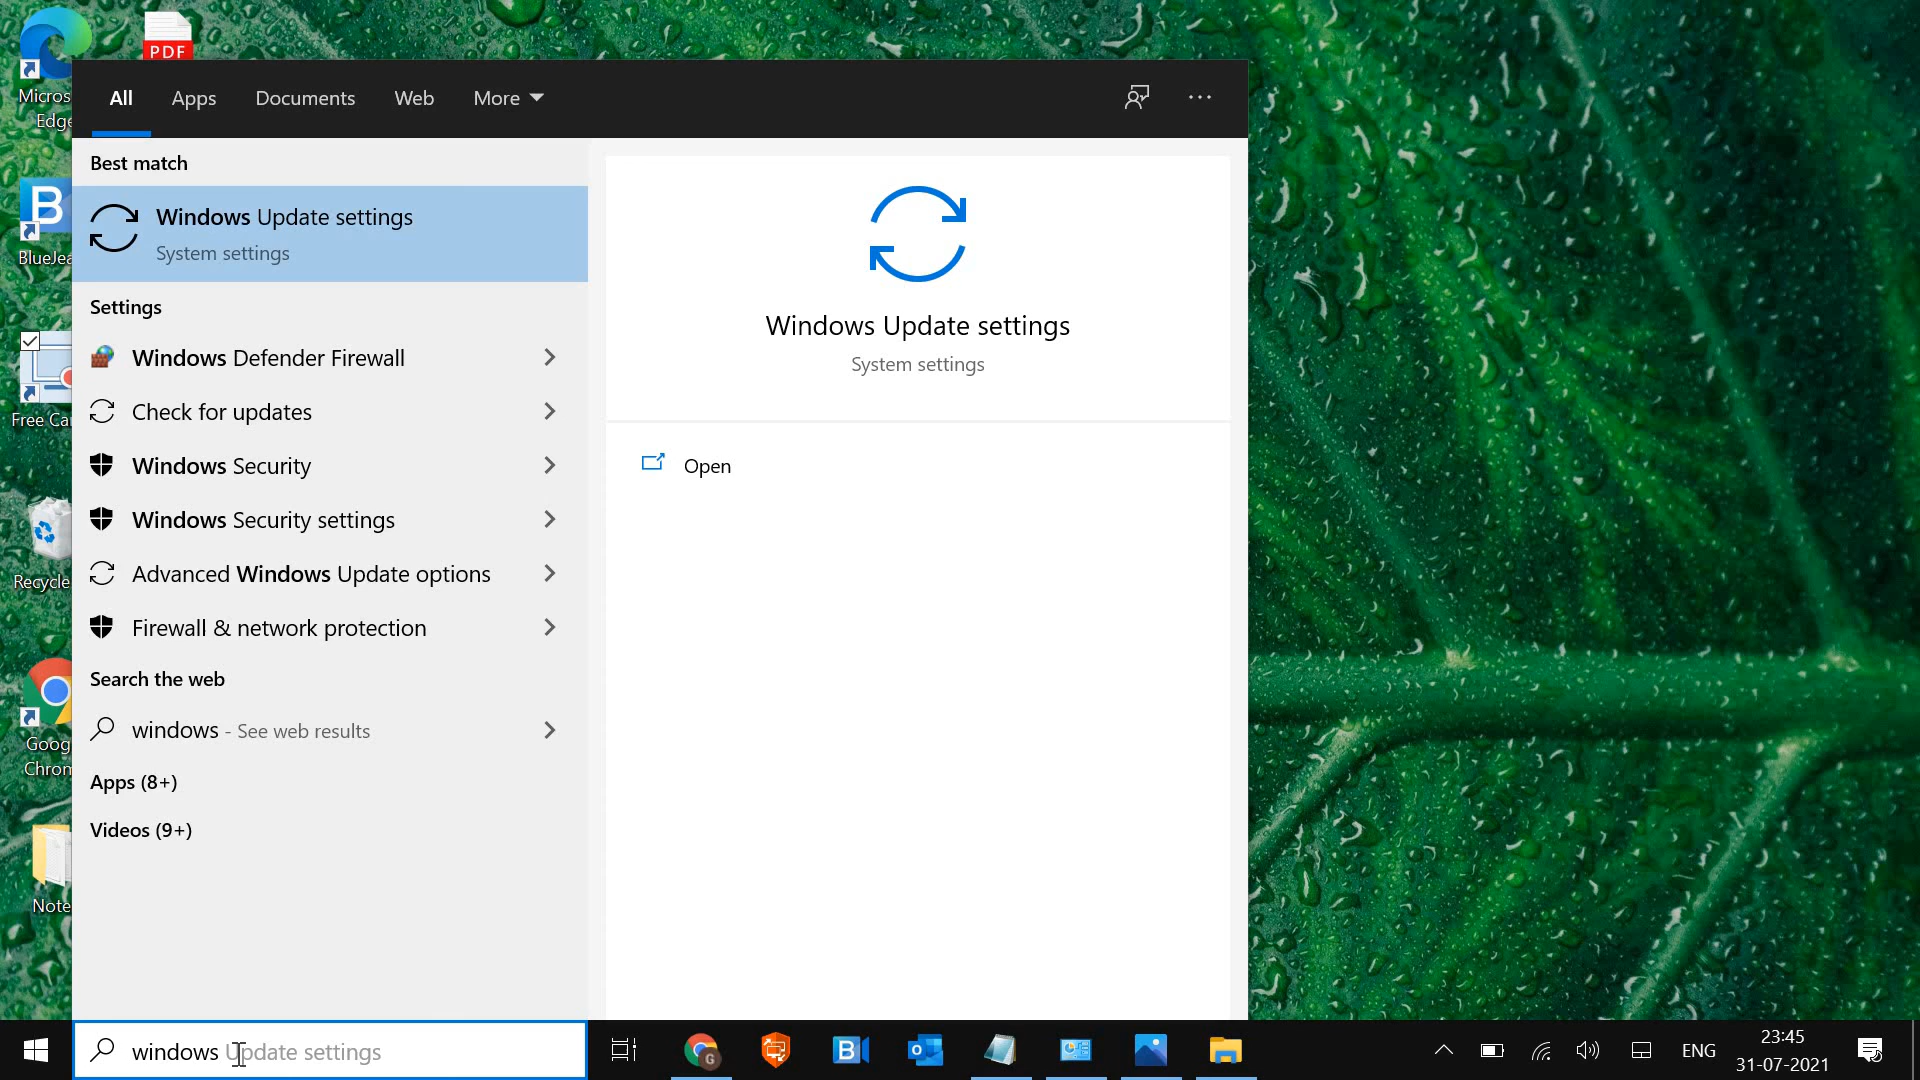 PDF
Micros
Edge
All
Apps
Documents
Web
More
Best match
Windows Update settings
System settings
Settings
Windows Defender Firewall
Check for updates
Windows Security
Windows Security settings
Advanced Windows Update options
Firewall & network protection
Search the web
windows - See web results
Apps (8+)
Videos (9+)
Windows Update settings
System settings
Open
B
BlueJea
Free Ca
Recycle
Goog
Chrom
Note
windows Update settings
G
B
ENG
23:45
31-07-2021